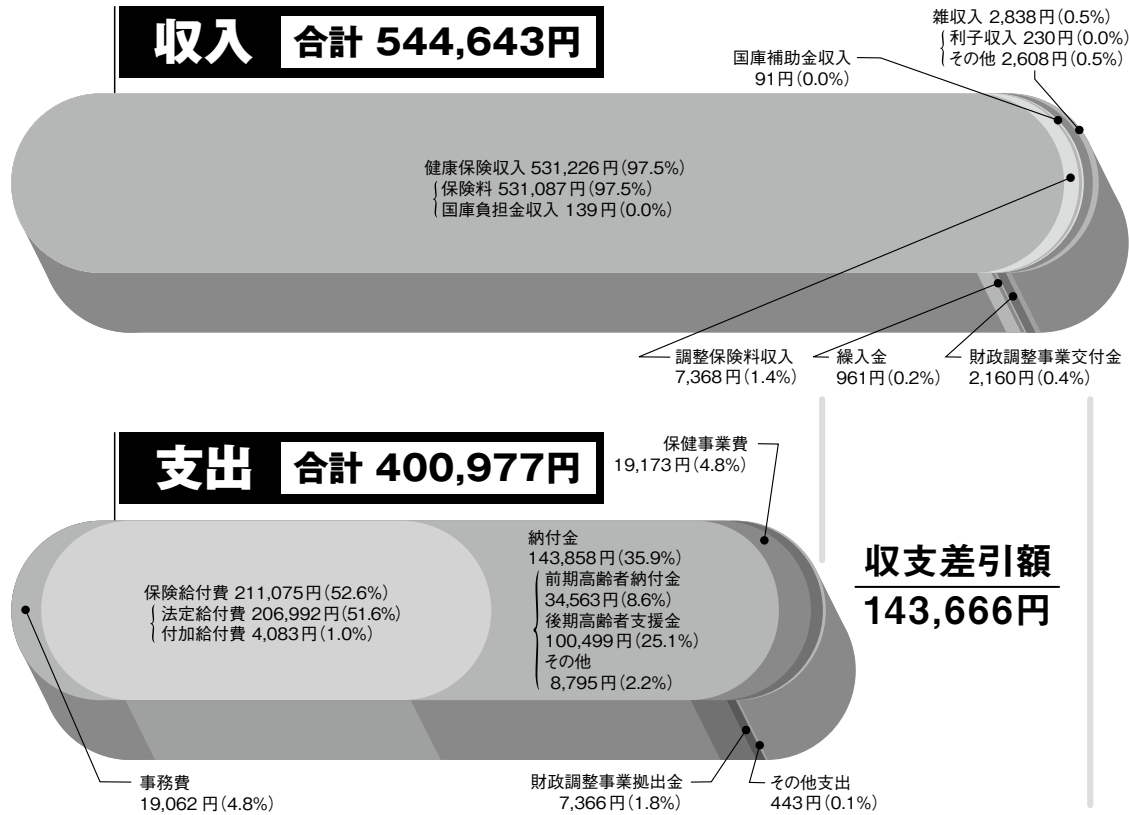 収入 合計 544,643円
雑収入 2,838円(0.5%)
利子収入 230円(0.0%)
その他 2,608円(0.5%)
国庫補助金収入
91円(0.0%)
健康保険収入 531,226円(97.5%)
保険料 531,087円(97.5%)
国庫負担金収入 139円(0.0%)
調整保険料収入
7,368円(1.4%)
繰入金
961円(0.2%)
財政調整事業交付金
2,160円(0.4%)
支出 合計 400,977円
保健事業費
19,173円(4.8%)
保険給付費 211,075円(52.6%)
法定給付費 206,992円(51.6%)
付加給付費 4,083円(1.0%)
納付金
143,858円(35.9%)
前期高齢者納付金
34,563円(8.6%)
後期高齢者支援金
100,499円(25.1%)
その他
8,795円(2.2%)
収支差引額
143,666円
事務費
19,062円(4.8%)
財政調整事業拠出金
7,366円(1.8%)
その他支出
443円(0.1%)